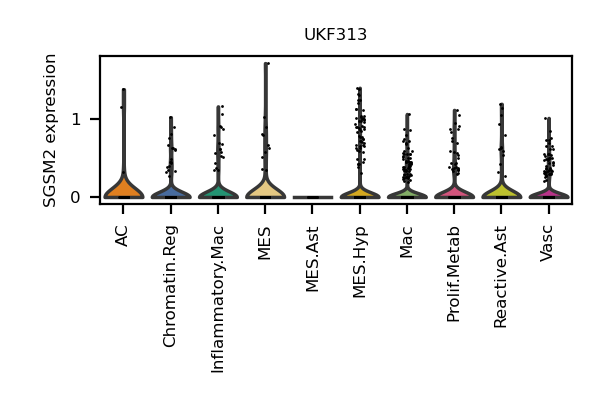 UKF313
SGSM2 expression
1
0
AC
Chromatin.Reg
Inflammatory.Mac
MES
MES.Ast
MES.Hyp
Mac
Prolif.Metab
Reactive.Ast
Vasc